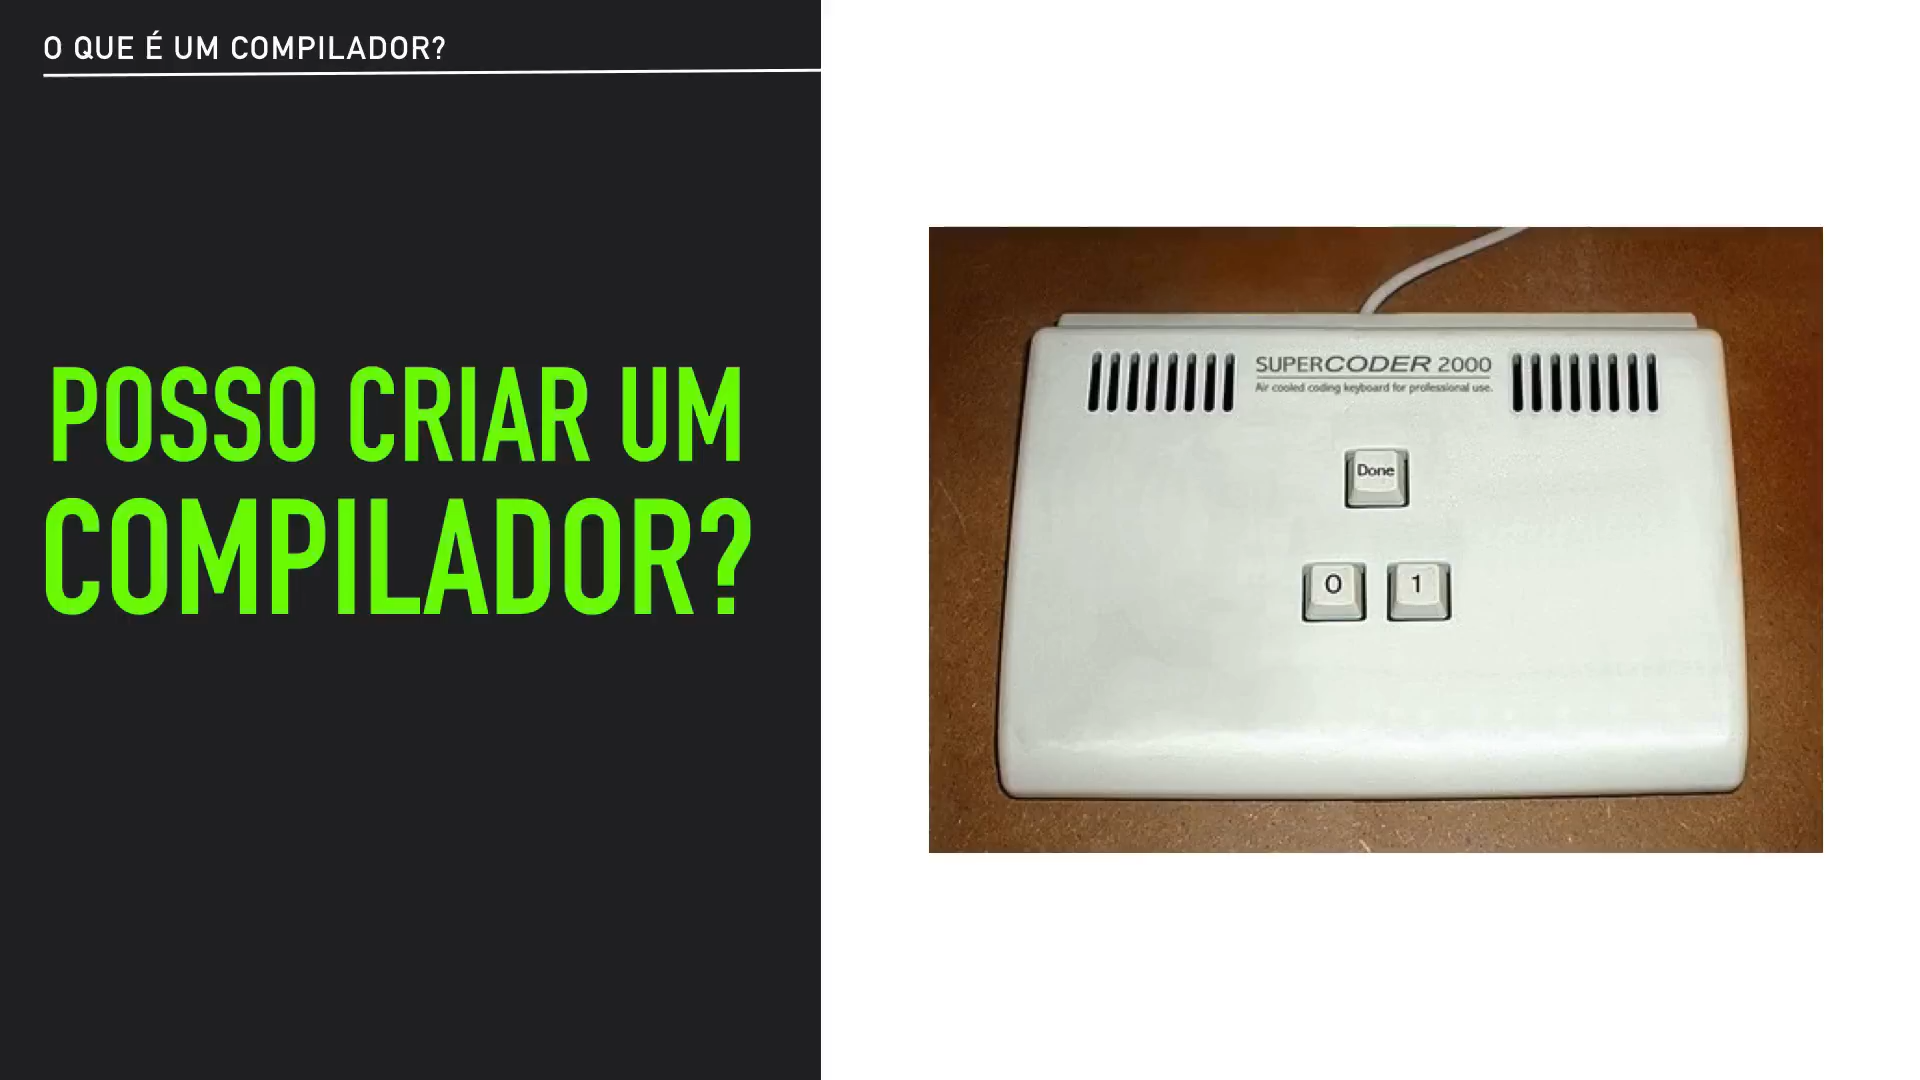 O QUE É UM COMPILADOR?
POSSO CRIAR UM
COMPILADOR?
SUPERCODER 2000
Air cooled coding keyboard for professional use.
Done
0 1